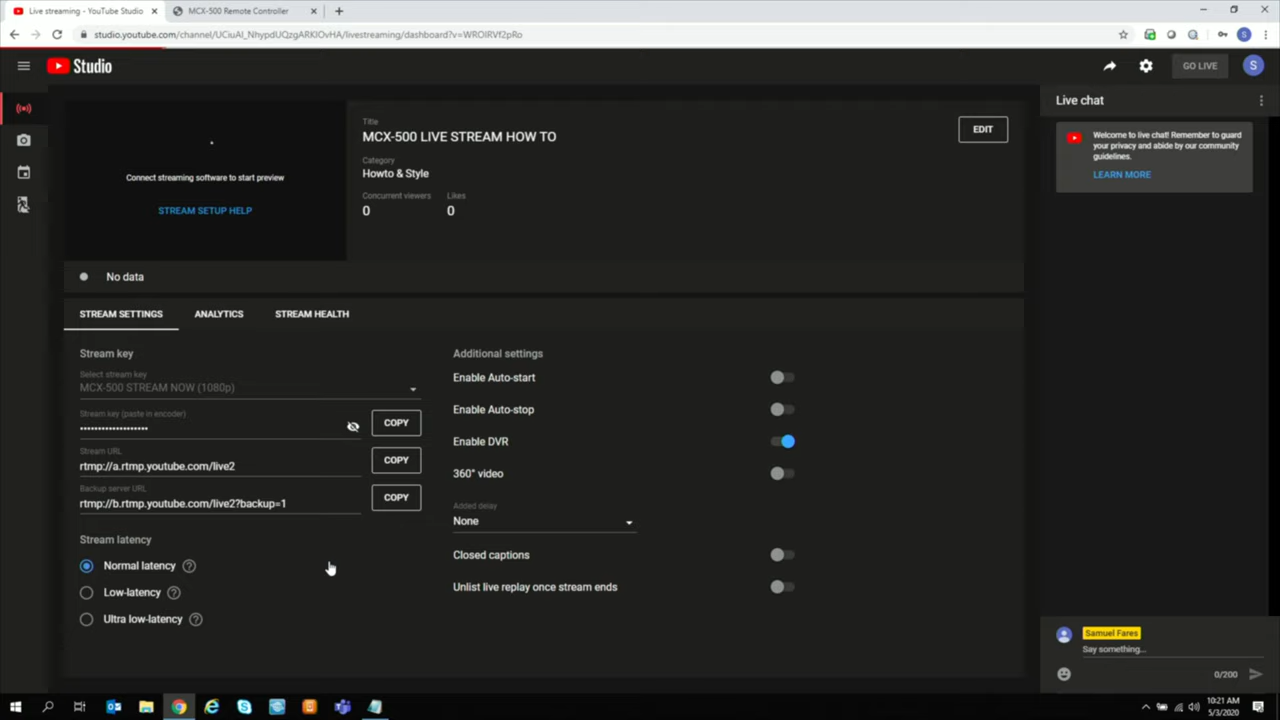 Live streaming - YouTube Studio
MCX-500 Remote Controller
studio.youtube.com/channel/UCiuAl_NhypdUQzgARKlOvHA/livestreaming/dashboard?v=WROlRVf2pRo
S
Studio
GO LIVE
S
Connect streaming software to start preview
STREAM SETUP HELP
Title
MCX-500 LIVE STREAM HOW TO
EDIT
Category
Howto & Style
Concurrent viewers
Likes
0
0
No data
STREAM SETTINGS
ANALYTICS
STREAM HEALTH
Stream key
Select stream key
MCX-500 STREAM NOW (1080p)
Stream key (paste in encoder)
••••••••••••••••••
COPY
Stream URL
rtmp://a.rtmp.youtube.com/live2
COPY
Backup server URL
rtmp://b.rtmp.youtube.com/live2?backup=1
COPY
Stream latency
Normal latency
Low-latency
Ultra low-latency
Additional settings
Enable Auto-start
Enable Auto-stop
Enable DVR
360° video
Added delay
None
Closed captions
Unlist live replay once stream ends
Live chat
Welcome to live chat! Remember to guard
your privacy and abide by our community
guidelines.
LEARN MORE
Samuel Fares
Say something...
0/200
10:21 AM
5/3/2020